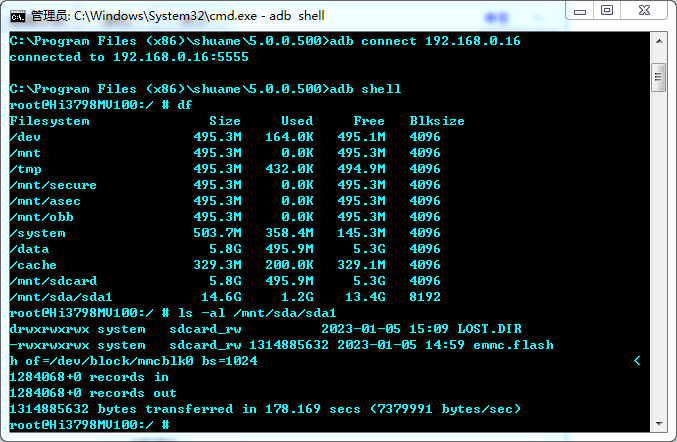 管理员: C:\Windows\System32\cmd.exe - adb  shell
C:\Program Files (x86)\shuame\5.0.0.500>adb connect 192.168.0.16
connected to 192.168.0.16:5555
C:\Program Files (x86)\shuame\5.0.0.500>adb shell
root@Hi3798MV100:/ # df
Filesystem               Size     Used     Free   Blksize
/dev                   495.3M   164.0K   495.1M   4096
/mnt                   495.3M     0.0K   495.3M   4096
/tmp                   495.3M   432.0K   494.9M   4096
/mnt/secure            495.3M     0.0K   495.3M   4096
/mnt/asec              495.3M     0.0K   495.3M   4096
/mnt/obb               495.3M     0.0K   495.3M   4096
/system                503.7M   358.4M   145.3M   4096
/data                    5.8G   495.9M     5.3G   4096
/cache                 329.3M   200.0K   329.1M   4096
/mnt/sdcard              5.8G   495.9M     5.3G   4096
/mnt/sda/sda1           14.6G     1.2G    13.4G   8192
root@Hi3798MV100:/ # ls -al /mnt/sda/sda1
drwxrwxrwx system   sdcard_rw          2023-01-05 15:09 LOST.DIR
-rwxrwxrwx system   sdcard_rw 1314885632 2023-01-05 14:59 emmc.flash
h of=/dev/block/mmcblk0 bs=1024                                                <
1284068+0 records in
1284068+0 records out
1314885632 bytes transferred in 178.169 secs (7379991 bytes/sec)
root@Hi3798MV100:/ #